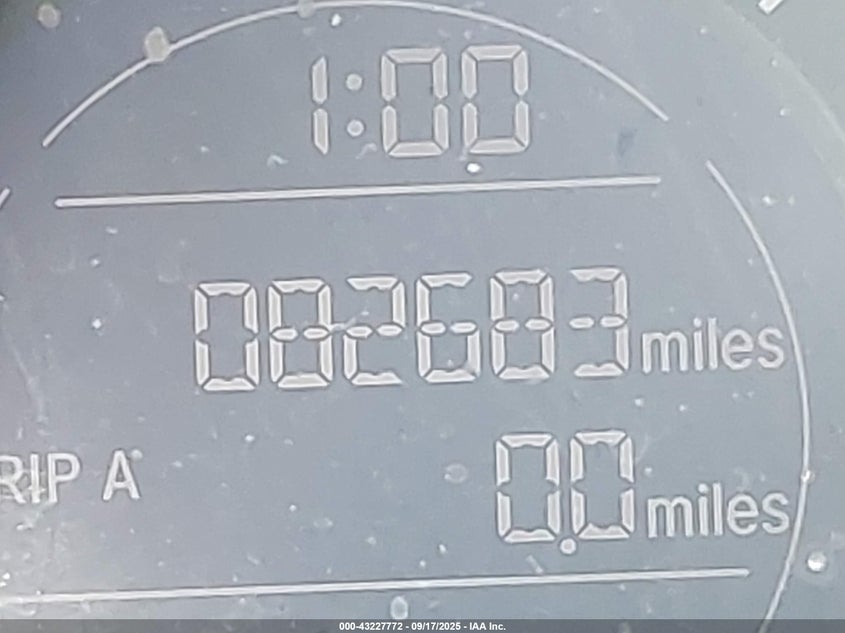 1:00
082683 miles
RIP A 0.0 miles
000-43227772 - 09/17/2025 - IAA Inc.